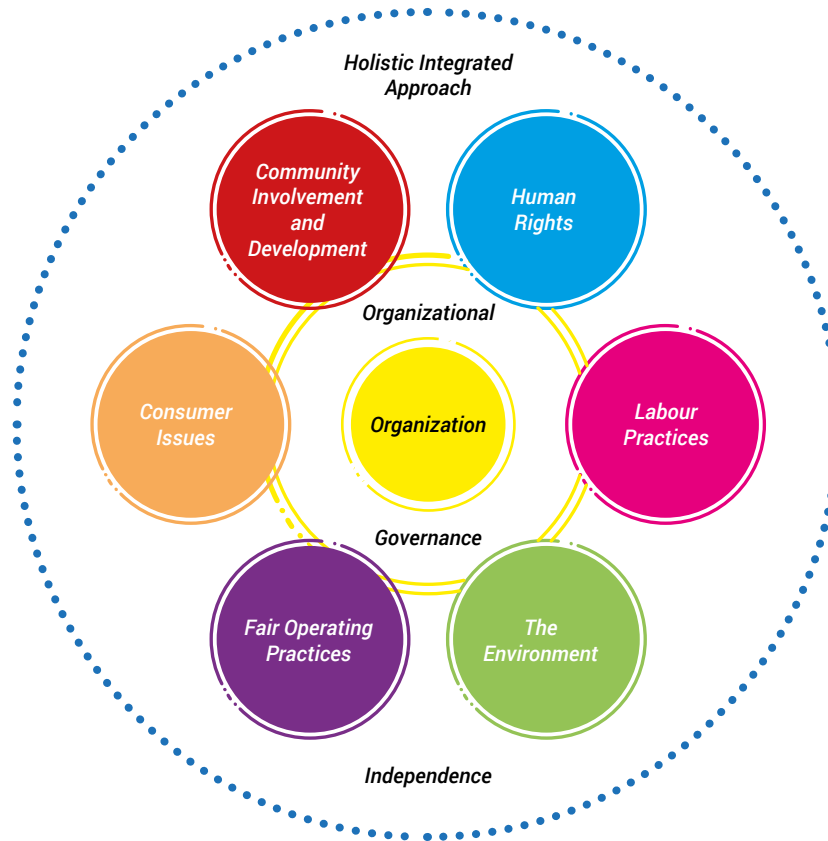 Holistic Integrated
Approach
Community
Involvement
and
Development
Human
Rights
Organizational
Consumer
Issues
Organization
Labour
Practices
Governance
Fair Operating
Practices
The
Environment
Independence